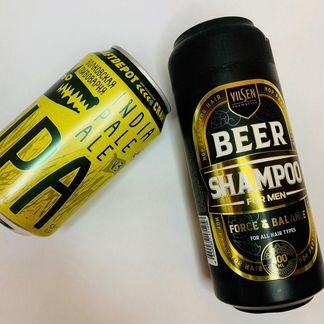 ВОЛКОВСКАЯ
ПИВОВАРНЯ
IPA
INDIA
PALE
ALE
VILSEN
BEER
SHAMPOO
FOR MEN
FORCE & BALANCE
FOR ALL HAIR TYPES